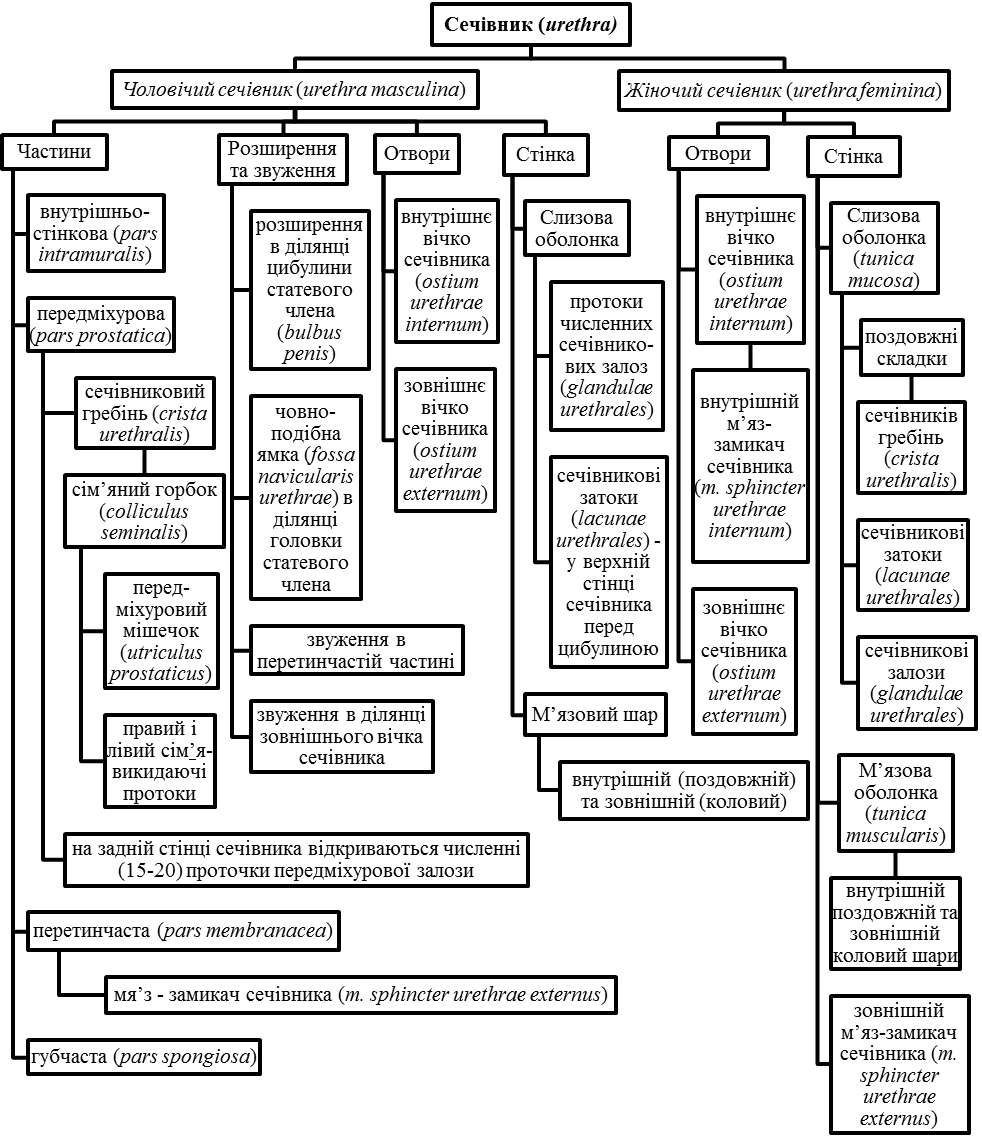 Сечівник (urethra)
Чоловічий сечівник (urethra masculina)
Частини
внутрішньо-
стінкова (pars
intramuralis)
передміхурова
(pars prostatica)
сечівниковий
гребінь (crista
urethralis)
сім’яний горбок
(colliculus
seminalis)
перед-
міхуровий
мішечок
(utriculus
prostaticus)
правий і
лівий сім’я-
викидаючі
протоки
на задній стінці сечівника відкриваються численні
(15-20) проточки передміхурової залози
перетинчаста (pars membranacea)
мя’з - замикач сечівника (m. sphincter urethrae externus)
губчаста (pars spongiosa)
Розширення
та звуження
розширення
в ділянці
цибулини
статевого
члена
(bulbus
penis)
човно-
подібна
ямка (fossa
navicularis
urethrae) в
ділянці
головки
статевого
члена
звуження в
перетинчастій частині
звуження в ділянці
зовнішнього вічка
сечівника
Отвори
внутрішнє
вічко
сечівника
(ostium
urethrae
internum)
зовнішнє
вічко
сечівника
(ostium
urethrae
externum)
Стінка
Слизова
оболонка
протоки
численних
сечівнико-
вих залоз
(glandulae
urethrales)
сечівникові
затоки
(lacunae
urethrales) -
у верхній
стінці
сечівника
перед
цибулиною
М’язовий шар
внутрішній (поздовжній)
та зовнішній (коловий)
Жіночий сечівник (urethra feminina)
Отвори
внутрішнє
вічко
сечівника
(ostium
urethrae
internum)
внутрішній
м’яз-
замикач
сечівника
(m. sphincter
urethrae
internum)
зовнішнє
вічко
сечівника
(ostium
urethrae
externum)
Стінка
Слизова
оболонка
(tunica
mucosa)
поздовжні
складки
сечівників
гребінь
(crista
urethralis)
сечівникові
затоки
(lacunae
urethrales)
сечівникові
залози
(glandulae
urethrales)
М’язова
оболонка
(tunica
muscularis)
внутрішній
поздовжній та
зовнішній
коловий шари
зовнішній
м’яз-замикач
сечівника (m.
sphincter
urethrae
externus)